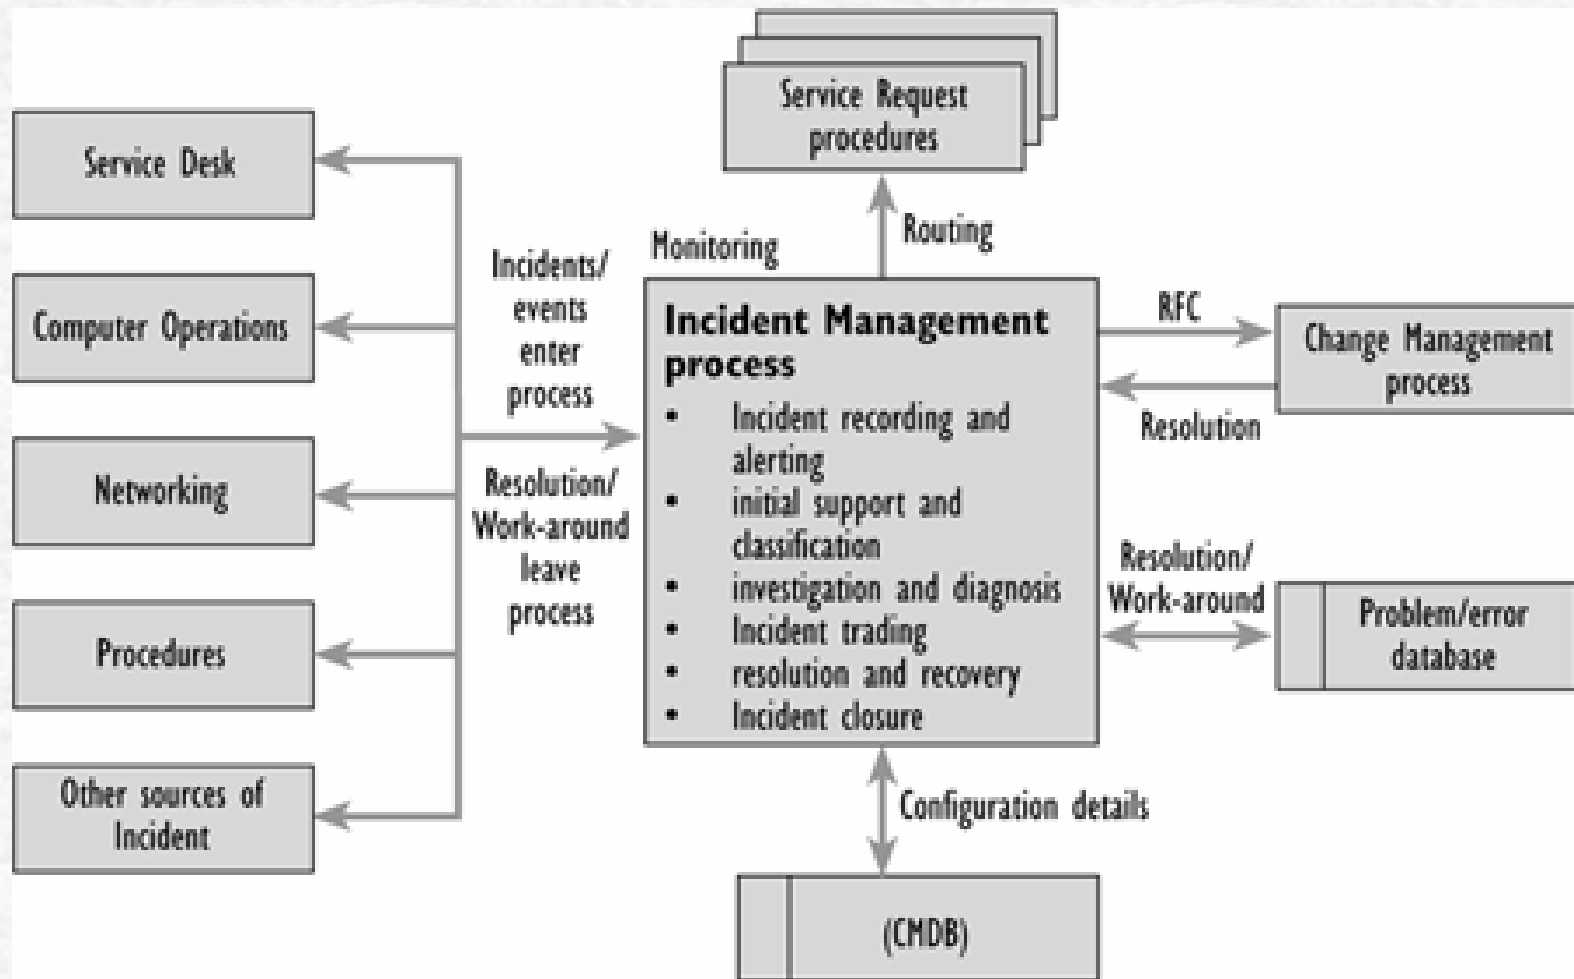 Service Request
procedures
Service Desk
Routing
Monitoring
Incidents/
events
enter
process
Computer Operations
Incident Management
process
RFC
Change Management
process
Resolution
• Incident recording and
alerting
• initial support and
classification
• investigation and diagnosis
• Incident trading
• resolution and recovery
• Incident closure
Networking
Resolution/
Work-around
leave
process
Resolution/
Work-around
Problem/error
database
Procedures
Other sources of
Incident
Configuration details
(CMDB)